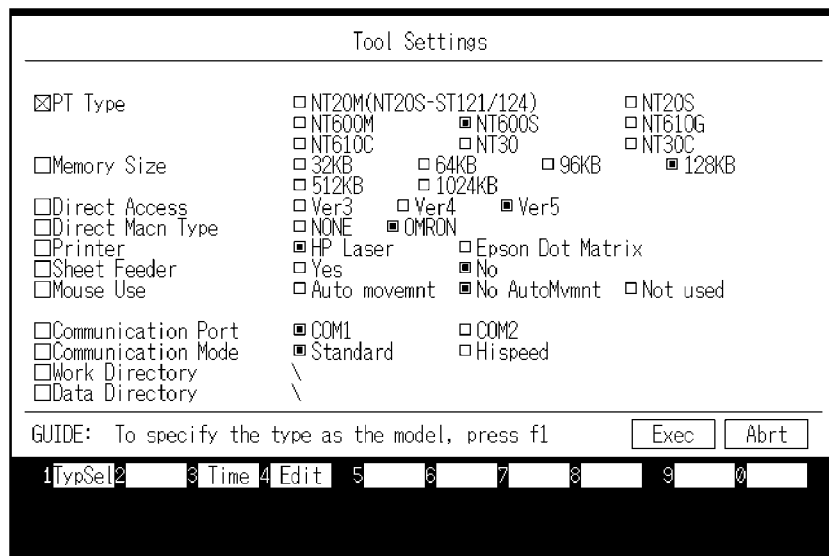 Tool Settings
PT Type NT20M(NT20S-ST121/124) NT20S
NT600M NT600S NT610G
NT610C NT30 NT30C
Memory Size 32KB 64KB 96KB 128KB
512KB 1024KB
Direct Access Ver3 Ver4 Ver5
Direct Macn Type NONE OMRON
Printer HP Laser Epson Dot Matrix
Sheet Feeder Yes No
Mouse Use Auto movemnt No AutoMvmnt Not used
Communication Port COM1 COM2
Communication Mode Standard Hispeed
Work Directory \
Data Directory \
GUIDE: To specify the type as the model, press f1 Exec Abrt
1TypSel2 3 Time 4 Edit 5 6 7 8 9 0